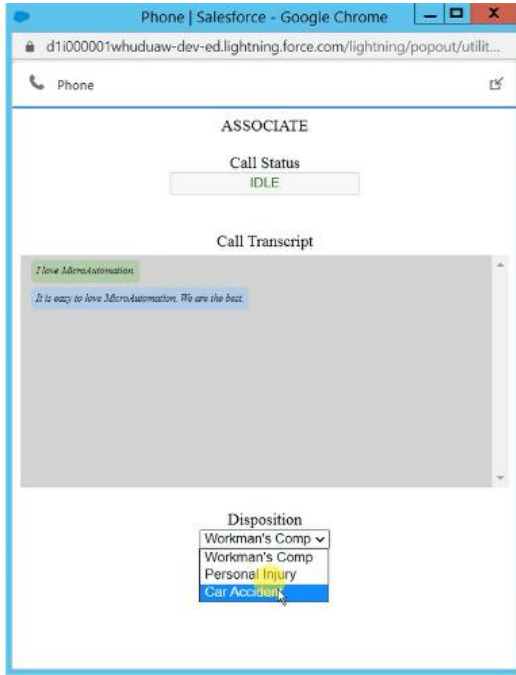 Phone | Salesforce - Google Chrome
d1i000001whuduaw-dev-ed.lightning.force.com/lightning/popout/utilit...
Phone
ASSOCIATE
Call Status
IDLE
Call Transcript
I love MicroAutomation.
It is easy to love MicroAutomation. We are the best.
Disposition
Workman's Comp
Workman's Comp
Personal Injury
Car Accident